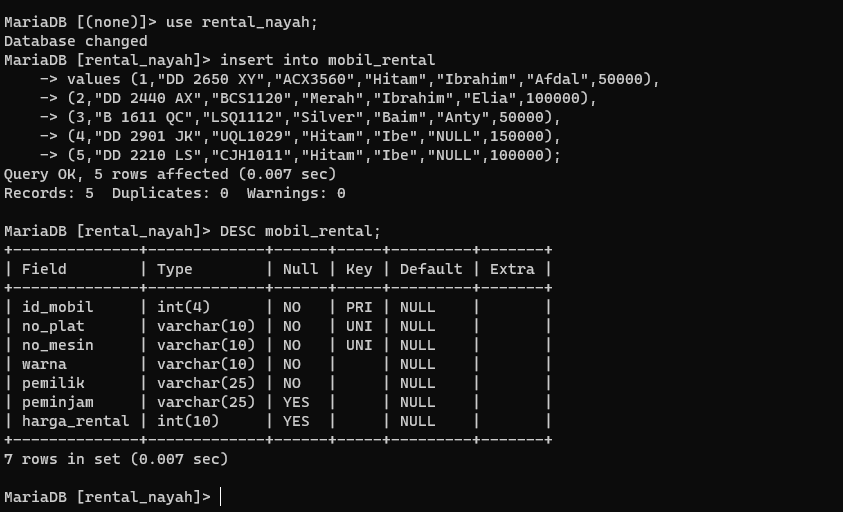 MariaDB [(none)]> use rental_nayah;
Database changed
MariaDB [rental_nayah]> insert into mobil_rental
    -> values (1,"DD 2650 XY","ACX3560","Hitam","Ibrahim","Afdal",50000),
    -> (2,"DD 2440 AX","BCS1120","Merah","Ibrahim","Elia",100000),
    -> (3,"B 1611 QC","LSQ1112","Silver","Baim","Anty",50000),
    -> (4,"DD 2901 JK","UQL1029","Hitam","Ibe","NULL",150000),
    -> (5,"DD 2210 LS","CJH1011","Hitam","Ibe","NULL",100000);
Query OK, 5 rows affected (0.007 sec)
Records: 5  Duplicates: 0  Warnings: 0

MariaDB [rental_nayah]> DESC mobil_rental;
+--------------+-------------+------+-----+---------+-------+
| Field        | Type        | Null | Key | Default | Extra |
+--------------+-------------+------+-----+---------+-------+
| id_mobil     | int(4)      | NO   | PRI | NULL    |       |
| no_plat      | varchar(10) | NO   | UNI | NULL    |       |
| no_mesin     | varchar(10) | NO   | UNI | NULL    |       |
| warna        | varchar(10) | NO   |     | NULL    |       |
| pemilik      | varchar(25) | NO   |     | NULL    |       |
| peminjam     | varchar(25) | YES  |     | NULL    |       |
| harga_rental | int(10)     | YES  |     | NULL    |       |
+--------------+-------------+------+-----+---------+-------+
7 rows in set (0.007 sec)

MariaDB [rental_nayah]>